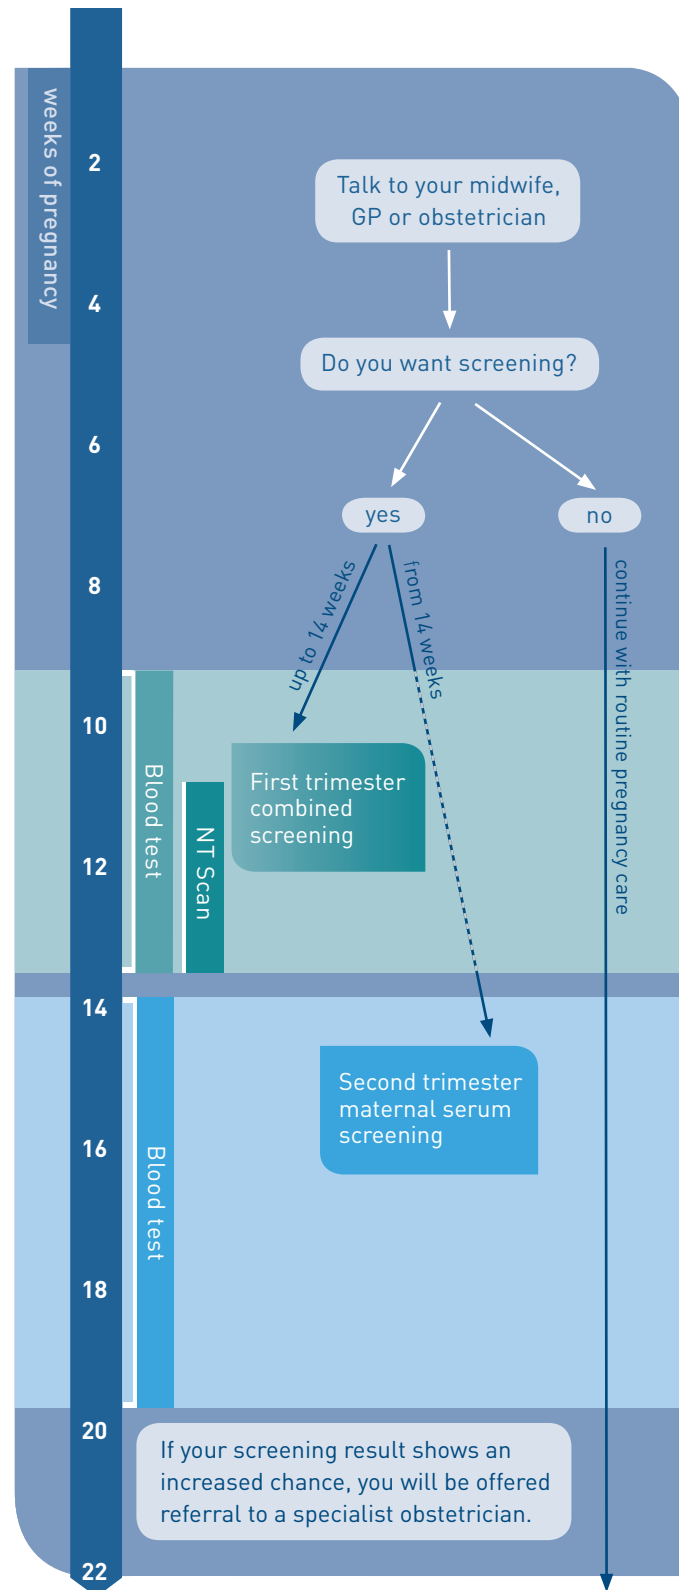 weeks of pregnancy
2
Talk to your midwife,
GP or obstetrician
4
Do you want screening?
6
yes
no
8
up to 14 weeks
from 14 weeks
continue with routine pregnancy care
10
Blood test
NT Scan
First trimester
combined
screening
12
14
Second trimester
maternal serum
screening
16
Blood test
18
20
If your screening result shows an
increased chance, you will be offered
referral to a specialist obstetrician.
22